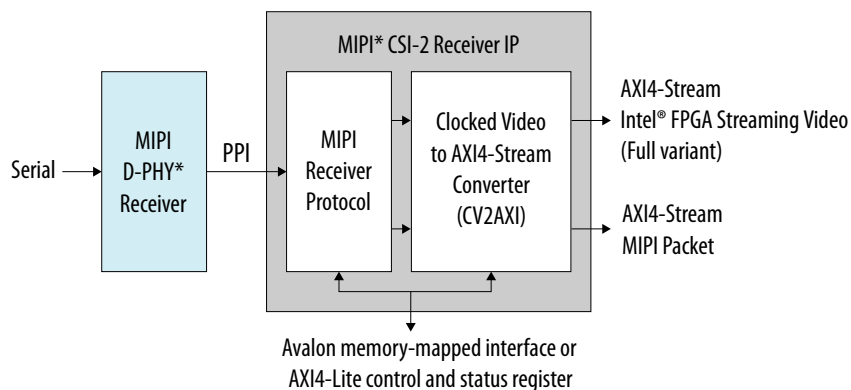 MIPI* CSI-2 Receiver IP
Serial
MIPI
D-PHY*
Receiver
PPI
MIPI
Receiver
Protocol
Clocked Video
to AXI4-Stream
Converter
(CV2AXI)
AXI4-Stream
Intel® FPGA Streaming Video
(Full variant)
AXI4-Stream
MIPI Packet
Avalon memory-mapped interface or
AXI4-Lite control and status register